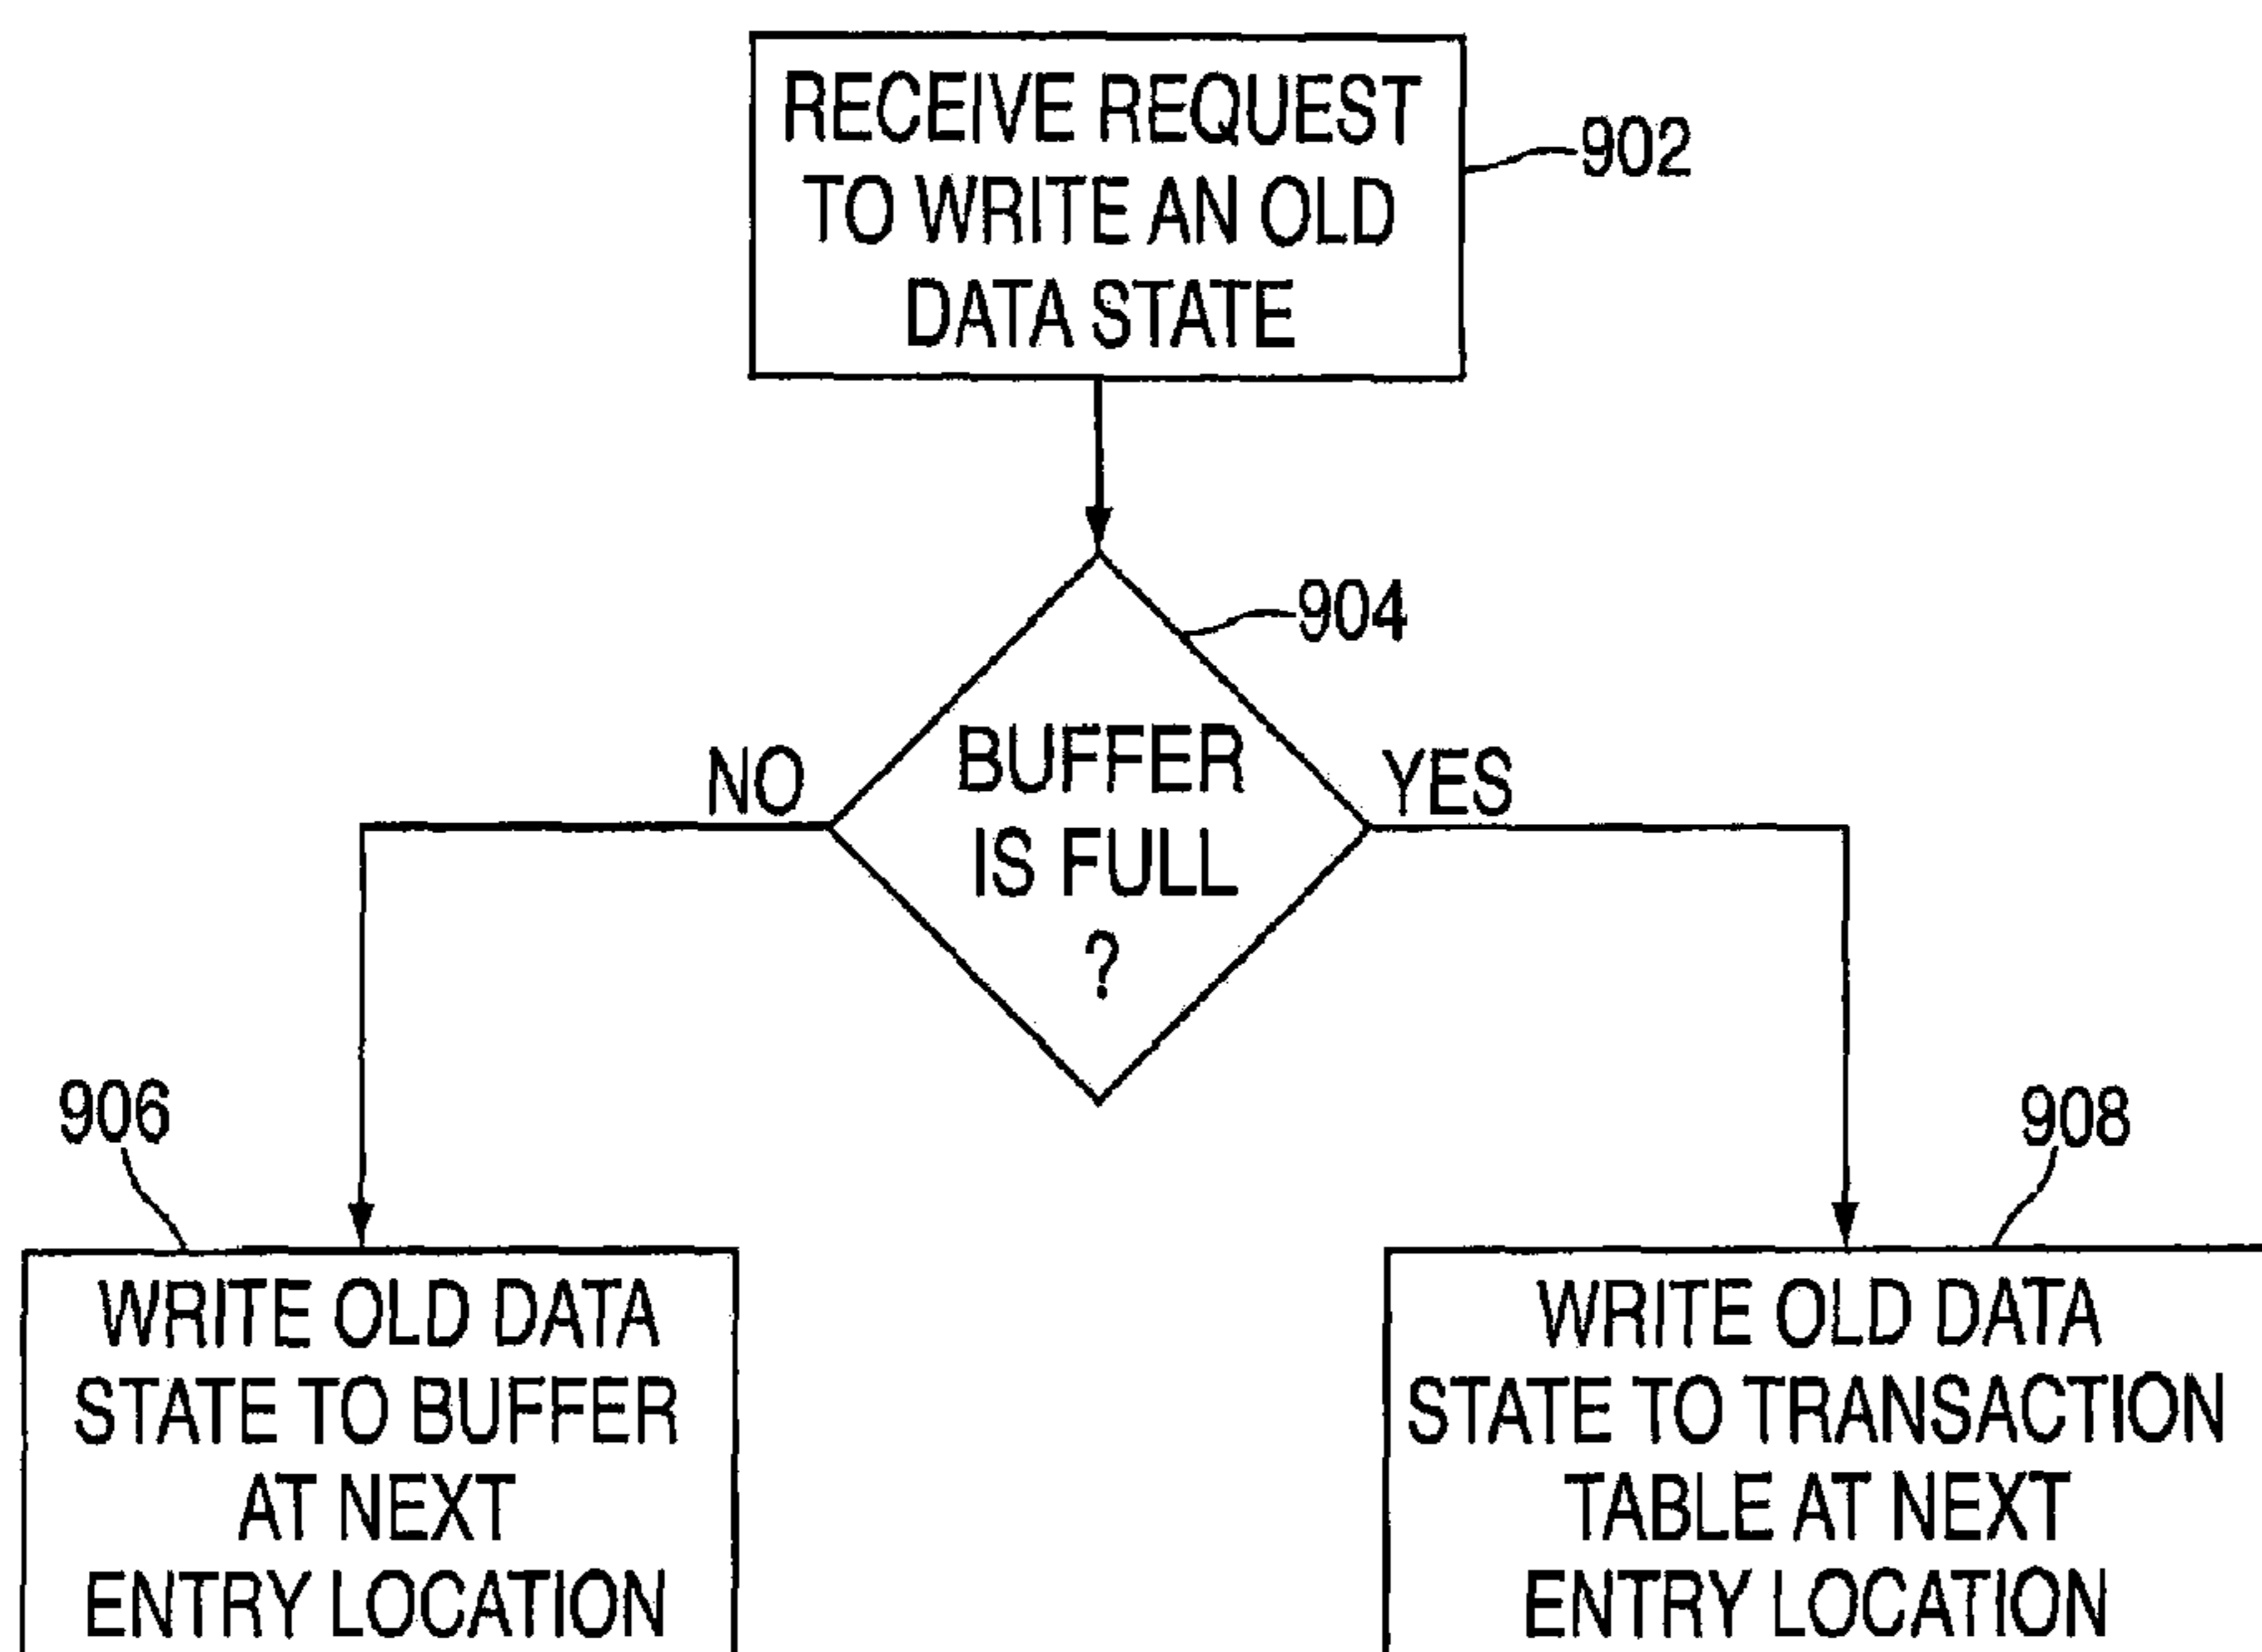 RECEIVE REQUEST
TO WRITE AN OLD
DATA STATE
902
904
BUFFER
IS FULL
?
NO
YES
906
908
WRITE OLD DATA
STATE TO BUFFER
AT NEXT
ENTRY LOCATION
WRITE OLD DATA
STATE TO TRANSACTION
TABLE AT NEXT
ENTRY LOCATION